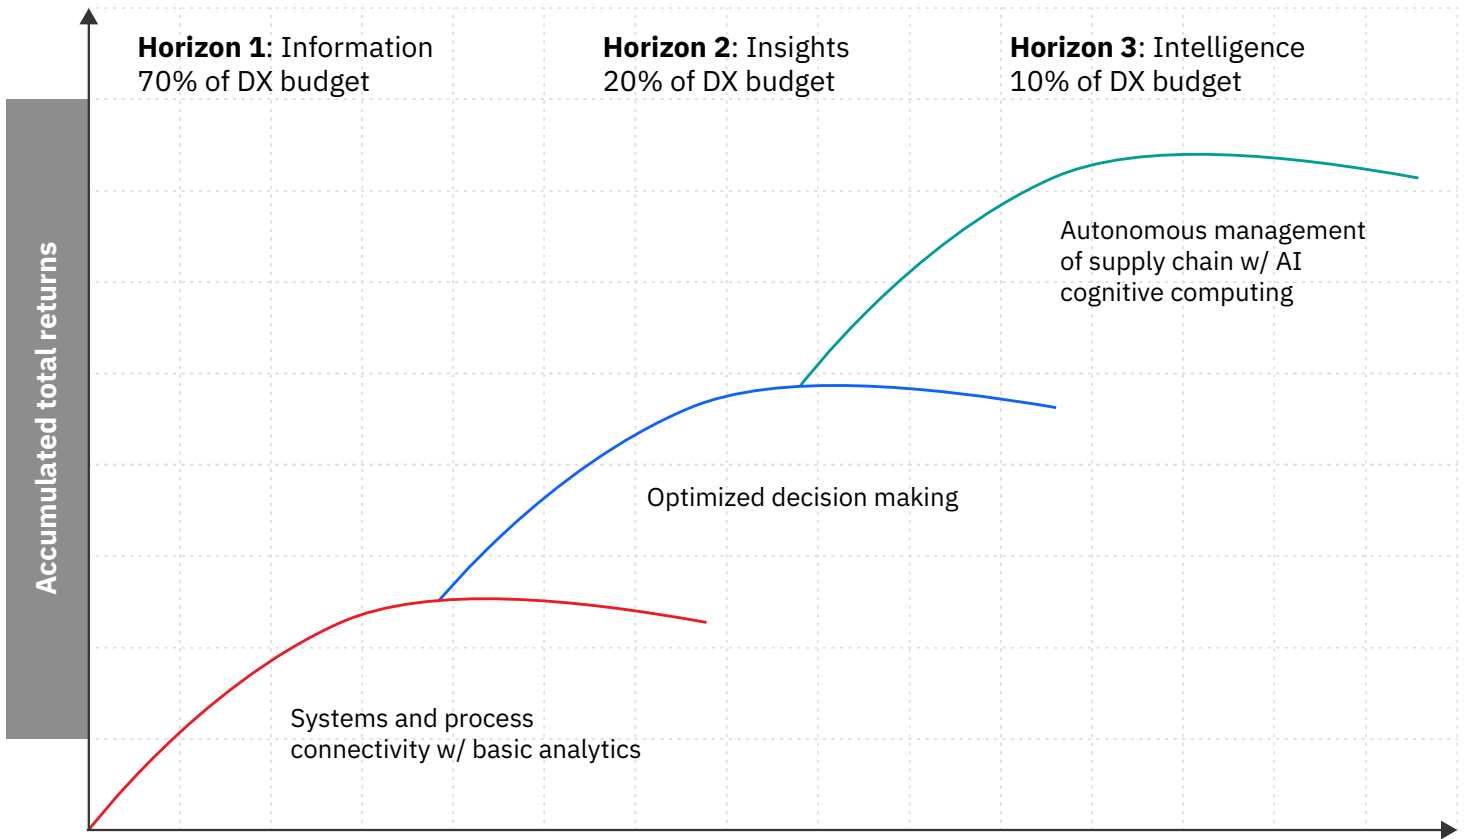 Horizon 1: Information
70% of DX budget
Horizon 2: Insights
20% of DX budget
Horizon 3: Intelligence
10% of DX budget
Accumulated total returns
Autonomous management
of supply chain w/ AI
cognitive computing
Optimized decision making
Systems and process
connectivity w/ basic analytics